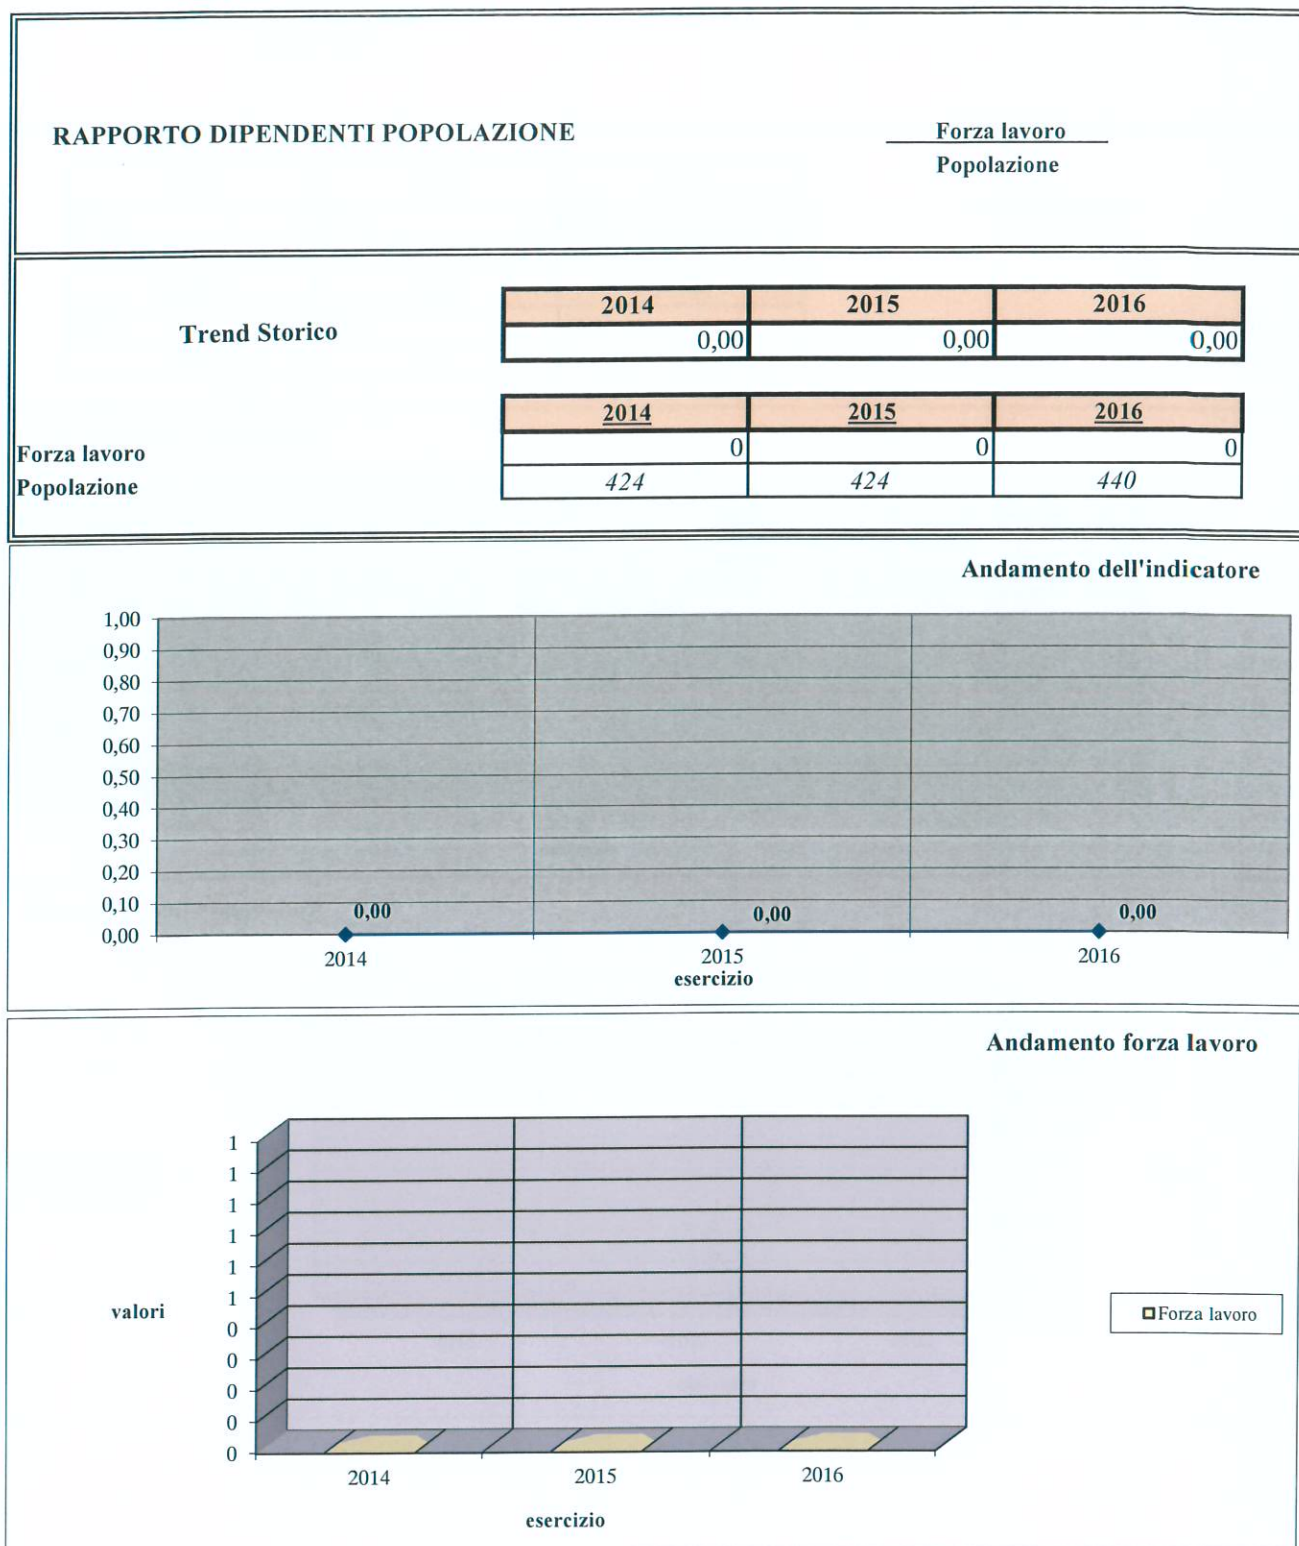 RAPPORTO DIPENDENTI POPOLAZIONE
Forza lavoro
Popolazione
Trend Storico
2014 2015 2016
0,00 0,00 0,00
2014 2015 2016
Forza lavoro 0 0 0
Popolazione 424 424 440
Andamento dell'indicatore
1,00
0,90
0,80
0,70
0,60
0,50
0,40
0,30
0,20
0,10
0,00
0,00 0,00 0,00
2014 2015 2016
esercizio
Andamento forza lavoro
1
1
1
1
1
1
0
0
0
0
0
valori
Forza lavoro
2014 2015 2016
esercizio